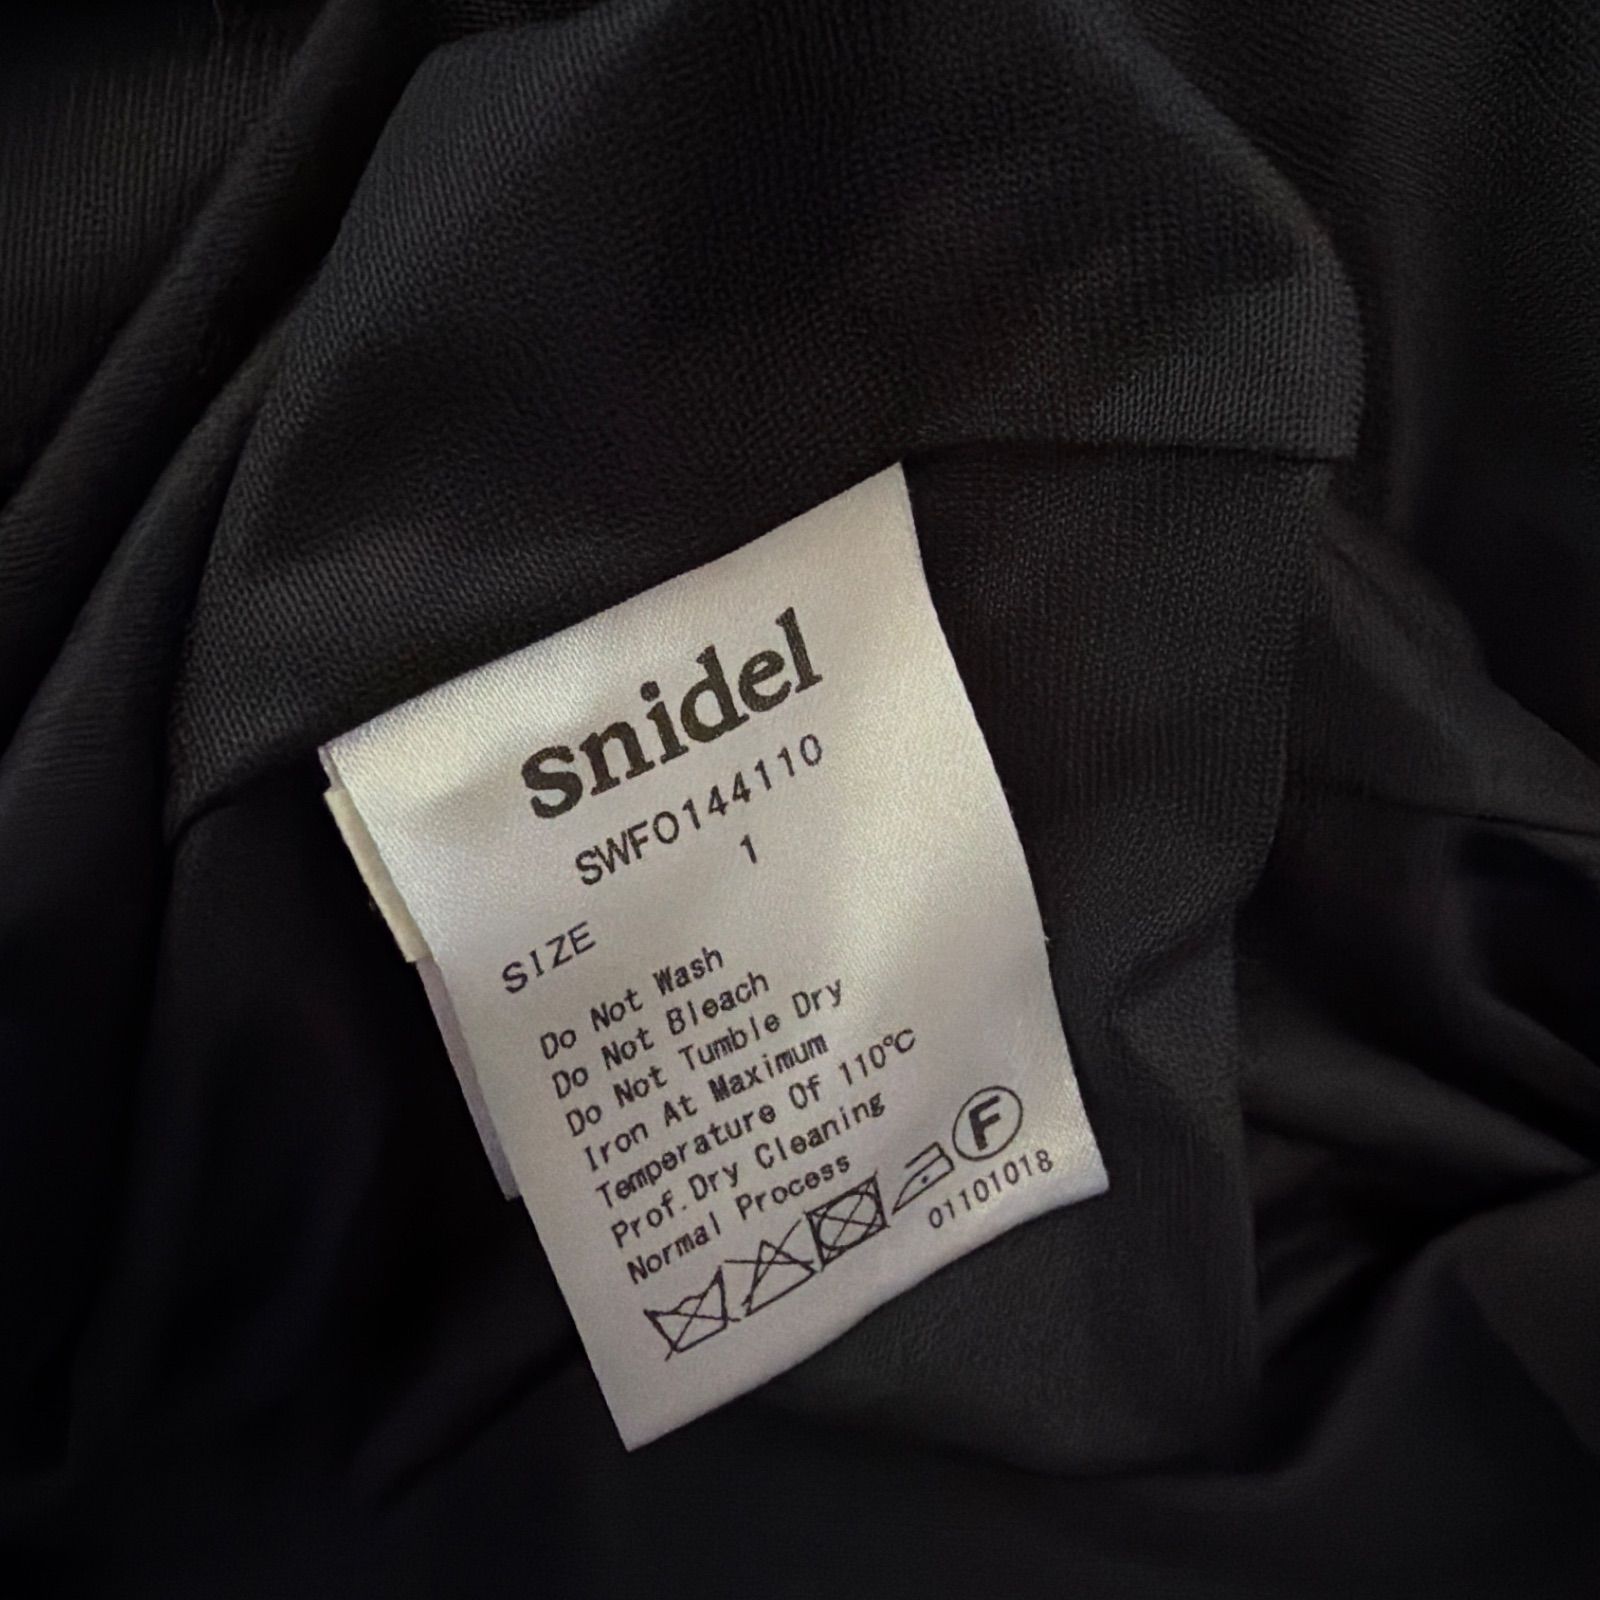 snidel
SWFO144110
SIZE 1
Do Not Wash
Do Not Bleach
Do Not Tumble Dry
Iron At Maximum
Temperature Of 110℃
Prof.Dry Cleaning
Normal Process
F
01101018